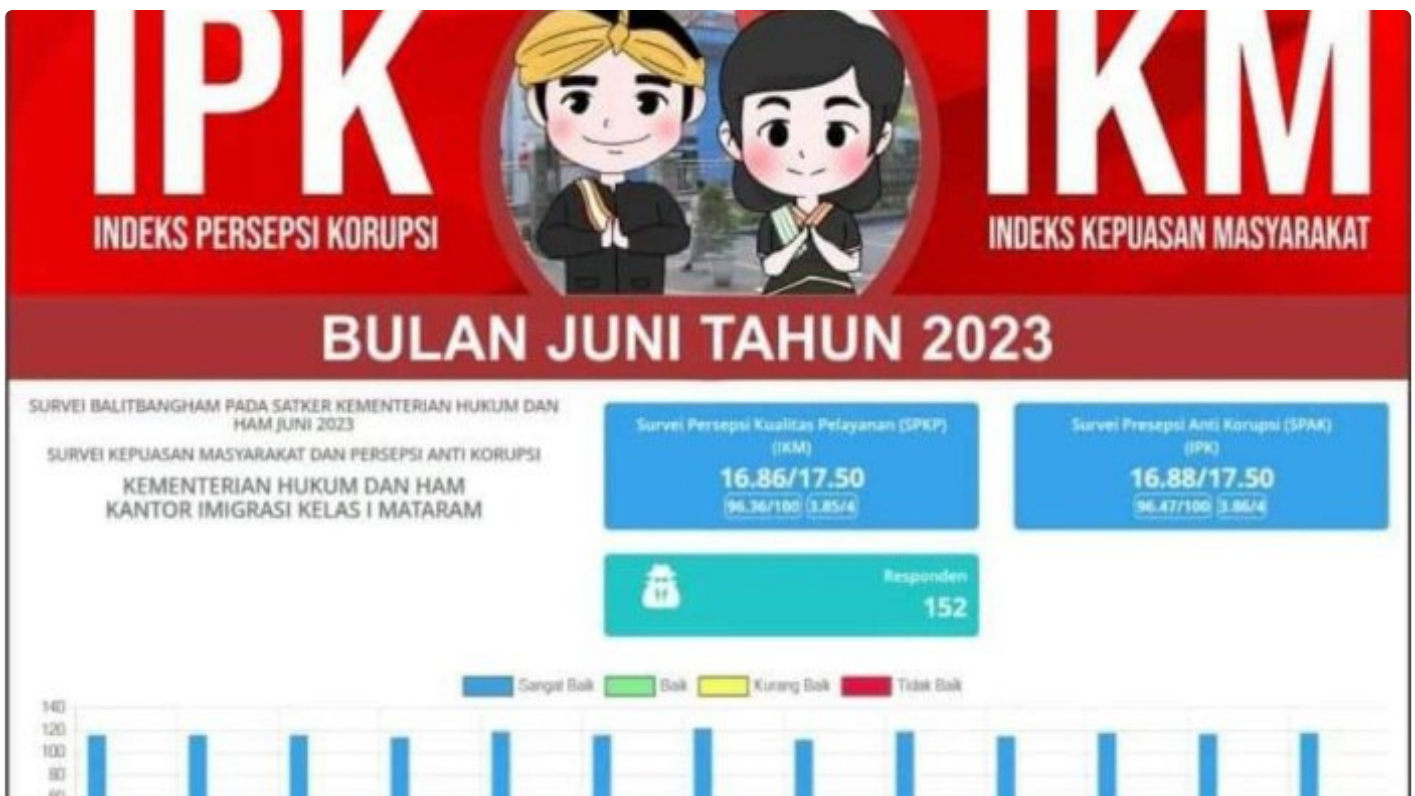 IPK
INDEKS PERSEPSI KORUPSI
IKM
INDEKS KEPUASAN MASYARAKAT
BULAN JUNI TAHUN 2023
SURVEI BALITBANGHAM PADA SATKER KEMENTERIAN HUKUM DAN
HAM JUNI 2023
SURVEI KEPUASAN MASYARAKAT DAN PERSEPSI ANTI KORUPSI
KEMENTERIAN HUKUM DAN HAM
KANTOR IMIGRASI KELAS I MATARAM
Survei Persepsi Kualitas Pelayanan (SPKP)
(IKM)
16.86/17.50
96.36/100 3.85/4
Survei Presepsi Anti Korupsi (SPAK)
(IPK)
16.88/17.50
96.47/100 3.86/4
Responden
152
Sangat Baik Baik Kurang Baik Tidak Baik
140
120
100
80
60